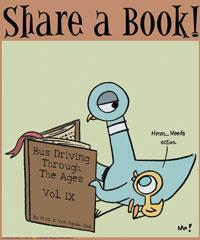 Share a Book!
Hmm... Needs
action.
Bus Driving
Through
The Ages
Vol IX
Mo!